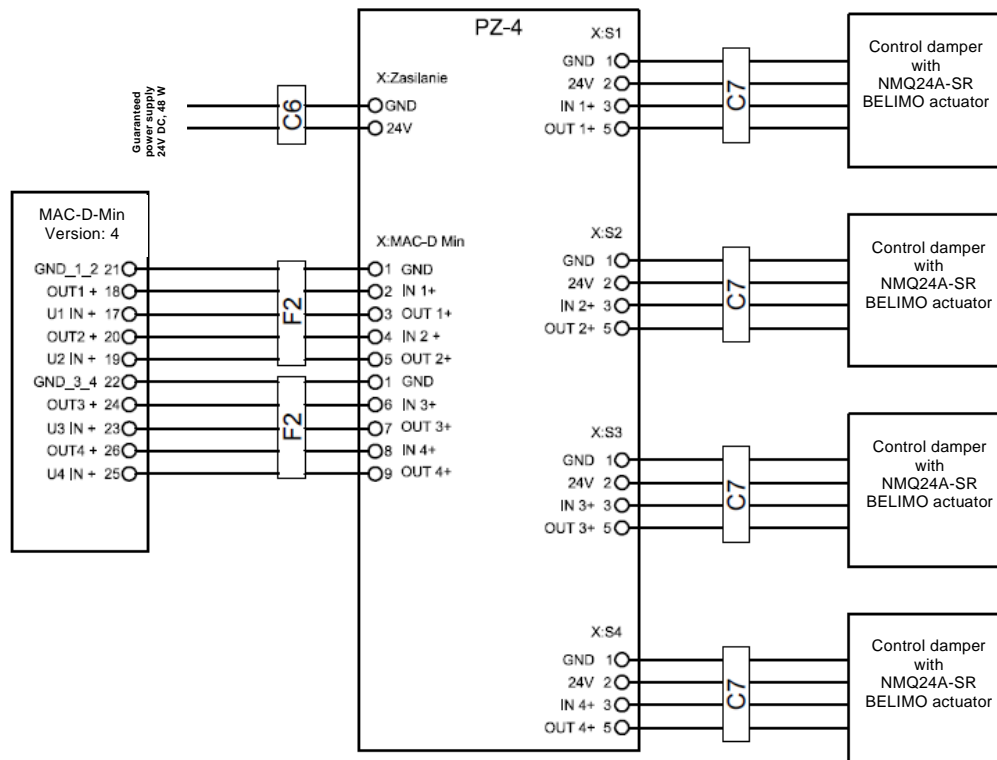 PZ-4
X:Zasilanie
GND
24V
C6
Guaranteed
power supply
24V DC, 48 W
MAC-D-Min
Version: 4
GND_1_2 21
OUT1 + 18
U1 IN + 17
OUT2 + 20
U2 IN + 19
GND_3_4 22
OUT3 + 24
U3 IN + 23
OUT4 + 26
U4 IN + 25
F2
F2
X:MAC-D Min
1 GND
2 IN 1+
3 OUT 1+
4 IN 2 +
5 OUT 2+
1 GND
6 IN 3+
7 OUT 3+
8 IN 4+
9 OUT 4+
X:S1
GND 1
24V 2
IN 1+ 3
OUT 1+ 5
C7
Control damper
with
NMQ24A-SR
BELIMO actuator
X:S2
GND 1
24V 2
IN 2+ 3
OUT 2+ 5
C7
Control damper
with
NMQ24A-SR
BELIMO actuator
X:S3
GND 1
24V 2
IN 3+ 3
OUT 3+ 5
C7
Control damper
with
NMQ24A-SR
BELIMO actuator
X:S4
GND 1
24V 2
IN 4+ 3
OUT 4+ 5
C7
Control damper
with
NMQ24A-SR
BELIMO actuator